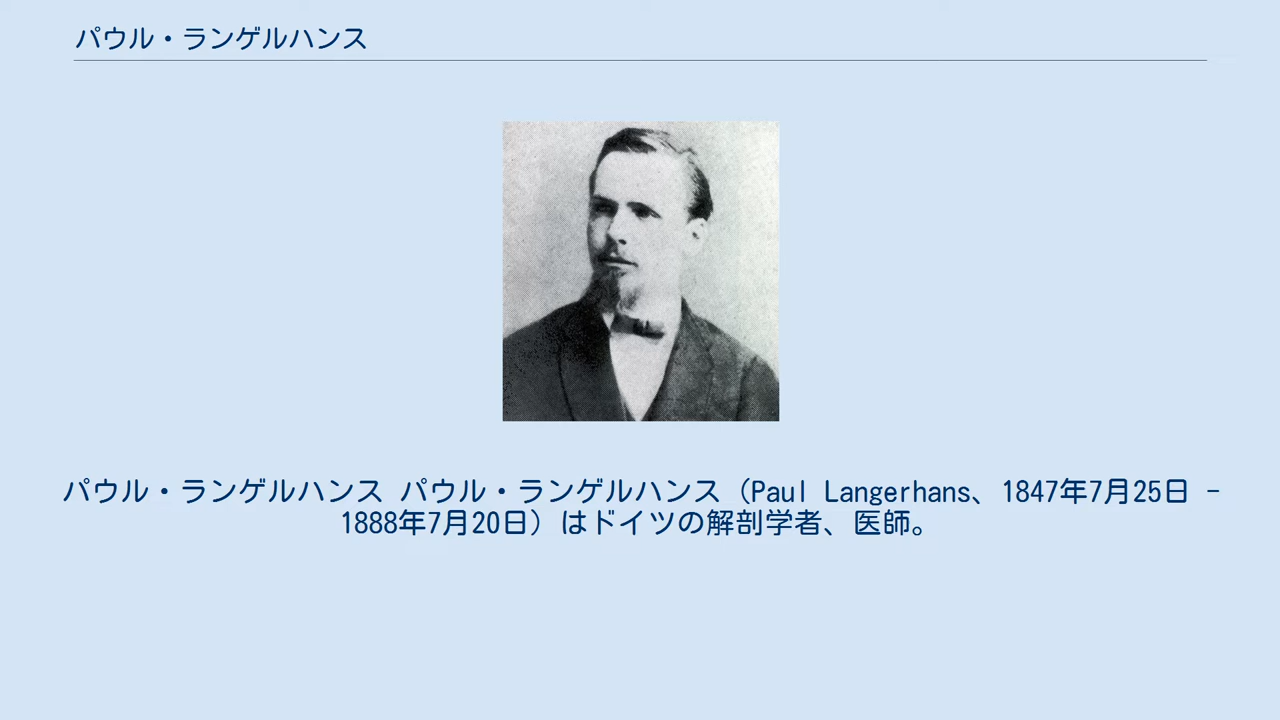 パウル・ランゲルハンス
パウル・ランゲルハンス パウル・ランゲルハンス（Paul Langerhans、1847年7月25日 -
1888年7月20日）はドイツの解剖学者、医師。